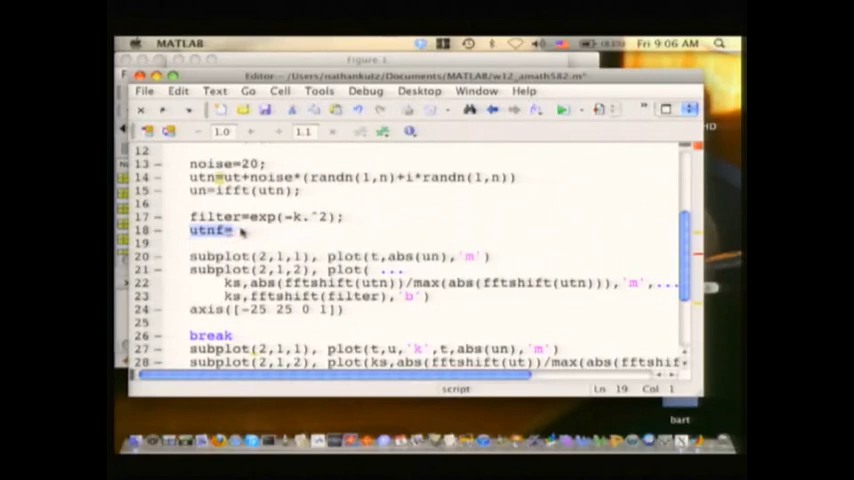 MATLAB
Fri 9:06 AM
Figure 1
Editor - /Users/nathankutz/Documents/MATLAB/w12_amath582.m*
File Edit Text Go Cell Tools Debug Desktop Window Help
1.0
1.1
12
13 noise=20;
14 utn=ut+noise*(randn(1,n)+i*randn(1,n))
15 un=ifft(utn);
16
17 filter=exp(-k.^2);
18 utnf=
19
20 subplot(2,1,1), plot(t,abs(un),'m')
21 subplot(2,1,2), plot( ...
22 ks,abs(fftshift(utn))/max(abs(fftshift(utn))),'m',...
23 ks,fftshift(filter),'b')
24 axis([-25 25 0 1])
25
26 break
27 subplot(2,1,1), plot(t,u,'k',t,abs(un),'m')
28 subplot(2,1,2), plot(ks,abs(fftshift(ut))/max(abs(fftshif
script
Ln 19 Col 1
HD
bart